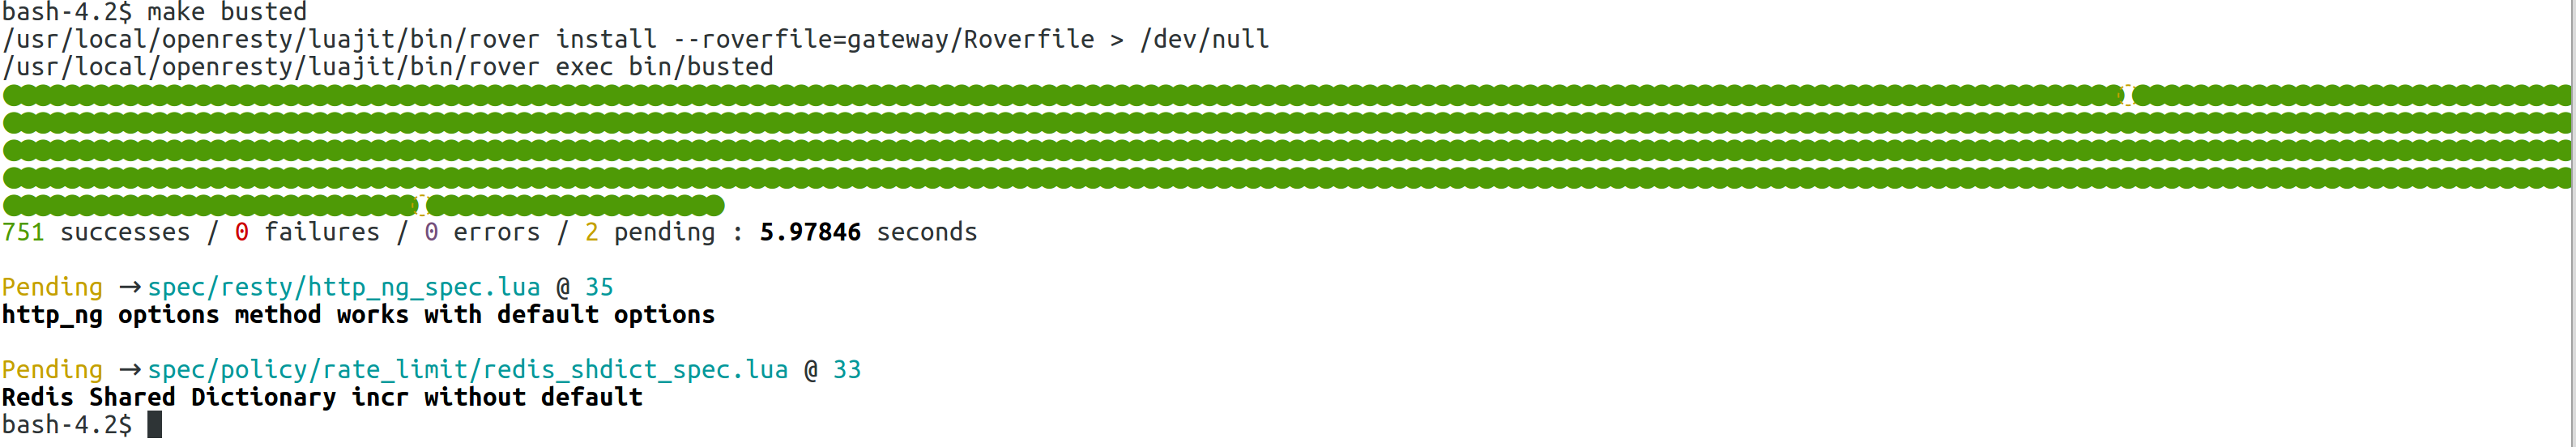 bash-4.2$ make busted
/usr/local/openresty/luajit/bin/rover install --roverfile=gateway/Roverfile > /dev/null
/usr/local/openresty/luajit/bin/rover exec bin/busted
751 successes / 0 failures / 0 errors / 2 pending : 5.97846 seconds
Pending → spec/resty/http_ng_spec.lua @ 35
http_ng options method works with default options
Pending → spec/policy/rate_limit/redis_shdict_spec.lua @ 33
Redis Shared Dictionary incr without default
bash-4.2$